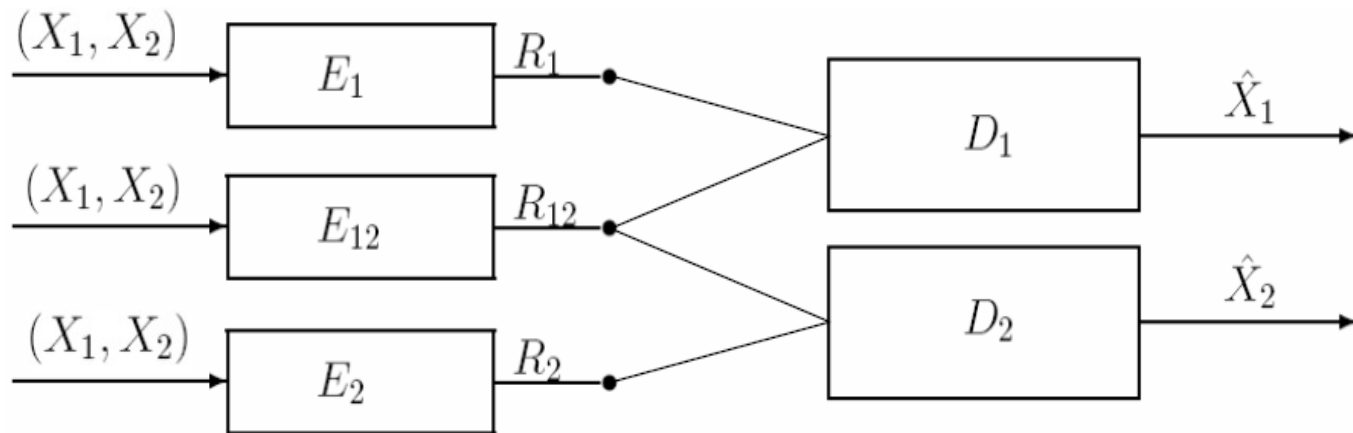 (X₁, X₂)
E₁
R₁
(X₁, X₂)
E₁₂
R₁₂
(X₁, X₂)
E₂
R₂
D₁
X̂₁
D₂
X̂₂